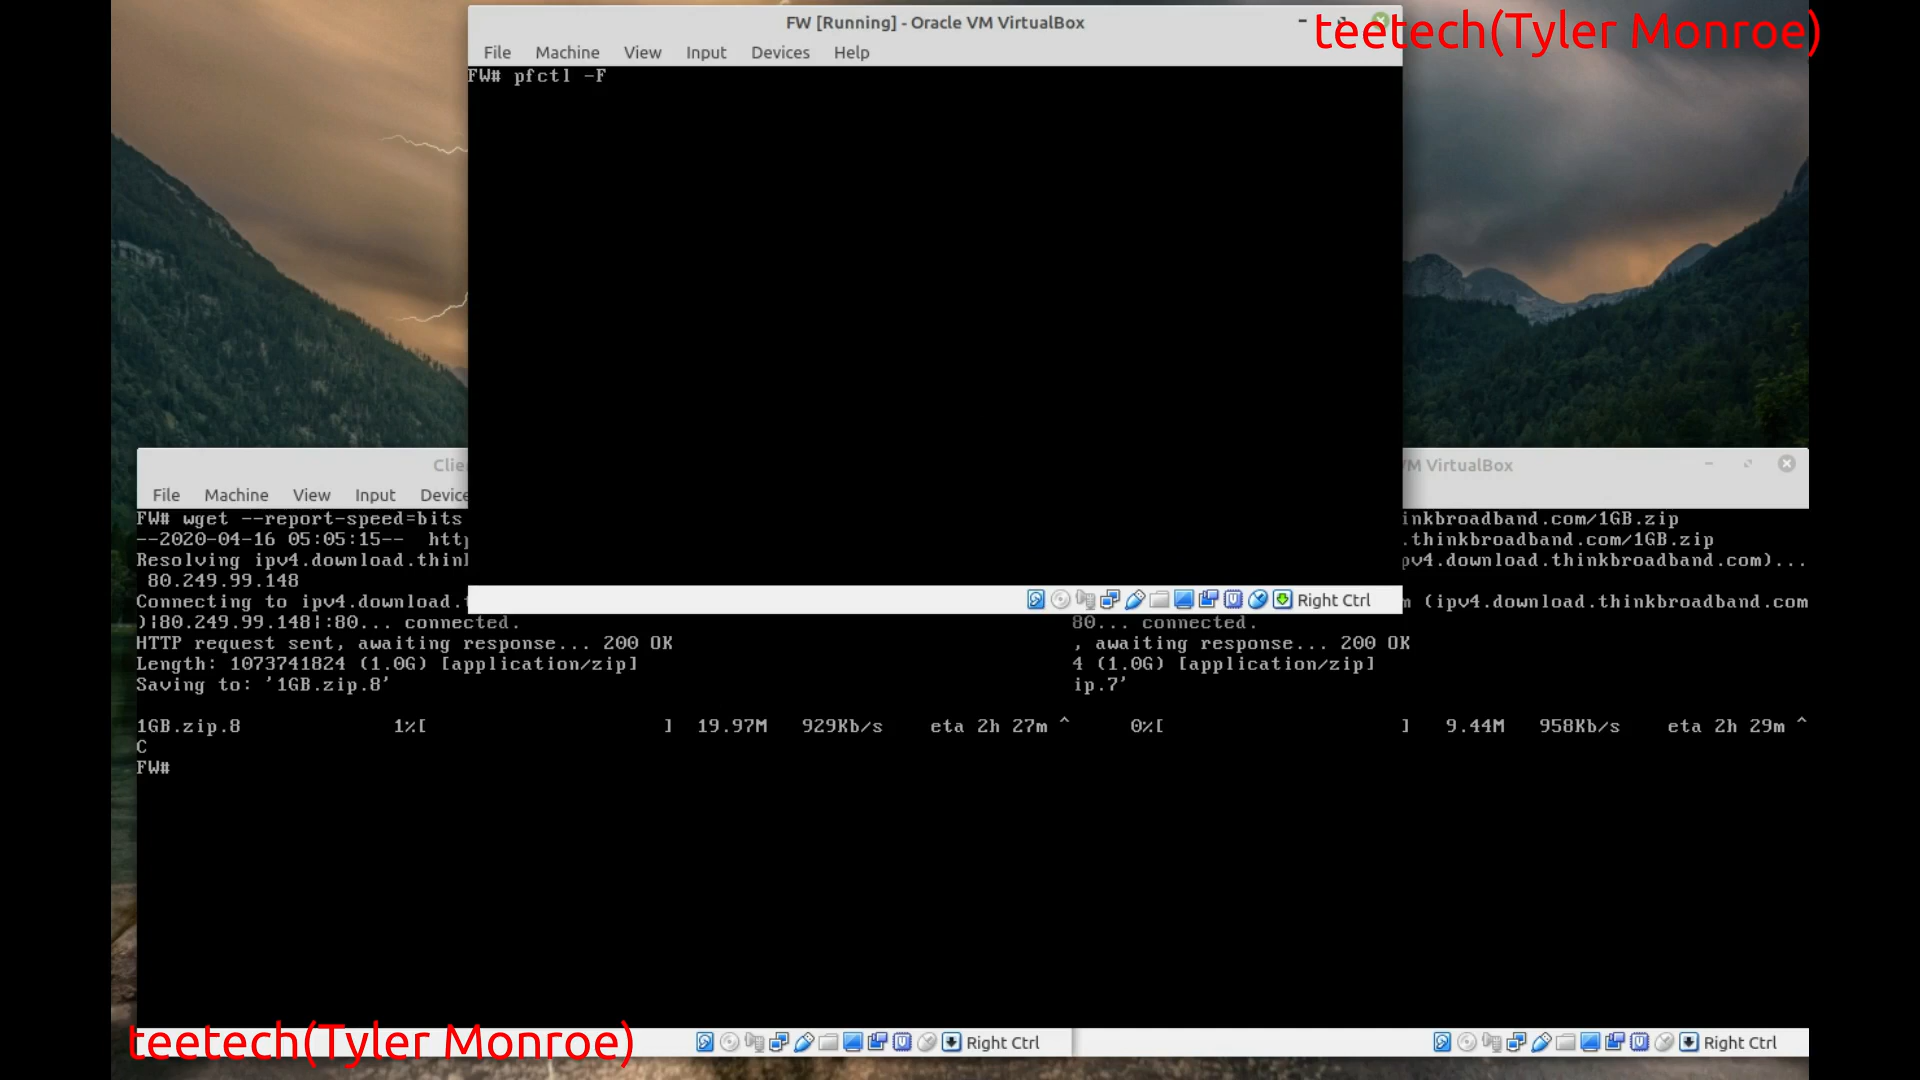 FW [Running] - Oracle VM VirtualBox
teetech(Tyler Monroe)
File Machine View Input Devices Help
FW# pfctl -F
Right Ctrl
Clie
File Machine View Input Device
FW# wget --report-speed=bits
--2020-04-16 05:05:15-- http
Resolving ipv4.download.think
80.249.99.148
Connecting to ipv4.download.t
)|80.249.99.148|:80... connected.
HTTP request sent, awaiting response... 200 OK
Length: 1073741824 (1.0G) [application/zip]
Saving to: '1GB.zip.8'
1GB.zip.8 1%[ ] 19.97M 929Kb/s eta 2h 27m ^
C
FW#
Right Ctrl
VM VirtualBox
inkbroadband.com/1GB.zip
.thinkbroadband.com/1GB.zip
pv4.download.thinkbroadband.com)...
m (ipv4.download.thinkbroadband.com
80... connected.
, awaiting response... 200 OK
4 (1.0G) [application/zip]
ip.7'
0%[ ] 9.44M 958Kb/s eta 2h 29m ^
Right Ctrl
teetech(Tyler Monroe)